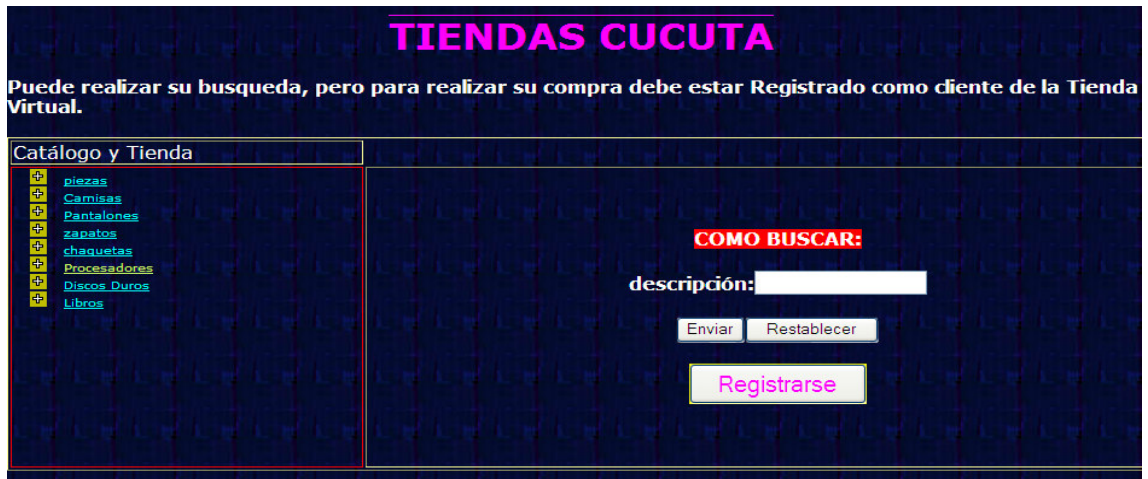 TIENDAS CUCUTA
Puede realizar su busqueda, pero para realizar su compra debe estar Registrado como cliente de la Tienda
Virtual.
Catálogo y Tienda
piezas
Camisas
Pantalones
zapatos
chaquetas
Procesadores
Discos Duros
Libros
COMO BUSCAR:
descripción:
Enviar Restablecer
Registrarse